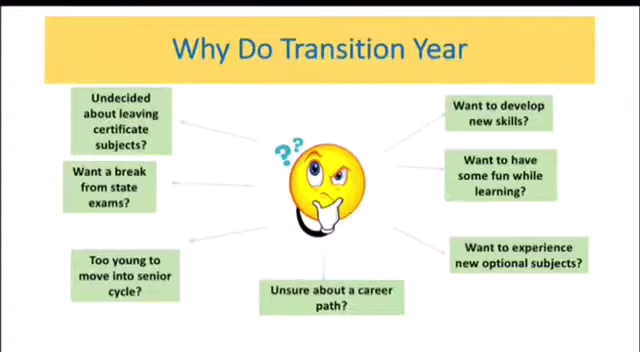 Why Do Transition Year
Undecided
about leaving
certificate
subjects?
Want to develop
new skills?
??
Want a break
from state
exams?
Want to have
some fun while
learning?
Too young to
move into senior
cycle?
Want to experience
new optional subjects?
Unsure about a career
path?